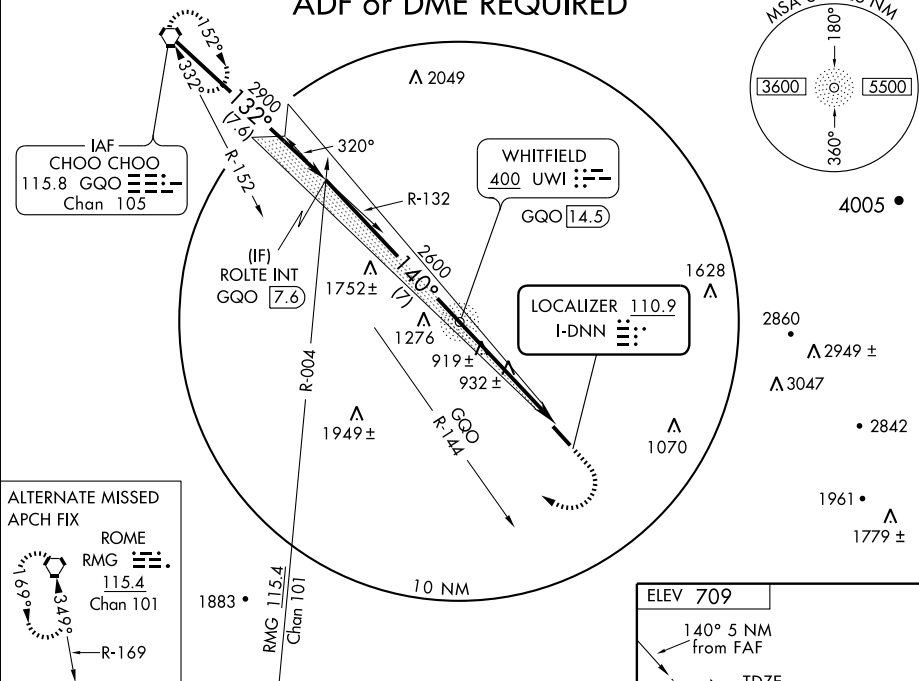 ADF or DME REQUIRED
180°
3600
5500
360°
152°
332°
2049
2900
132°
(7.6)
320°
IAF
CHOO CHOO
115.8 GQO
Chan 105
R-152
WHITFIELD
400 UWI
GQO 14.5
R-132
4005
(IF)
ROLTE INT
GQO 7.6
2600
140°
(7)
1752±
1276
1628
LOCALIZER 110.9
I-DNN
919±
932±
2860
2949 ±
3047
R-004
1949±
GQO
R-144
1070
2842
1961
1779 ±
ALTERNATE MISSED
APCH FIX
ROME
RMG
115.4
Chan 101
169°
349°
R-169
1883
RMG 115.4
Chan 101
10 NM
ELEV 709
140° 5 NM
from FAF